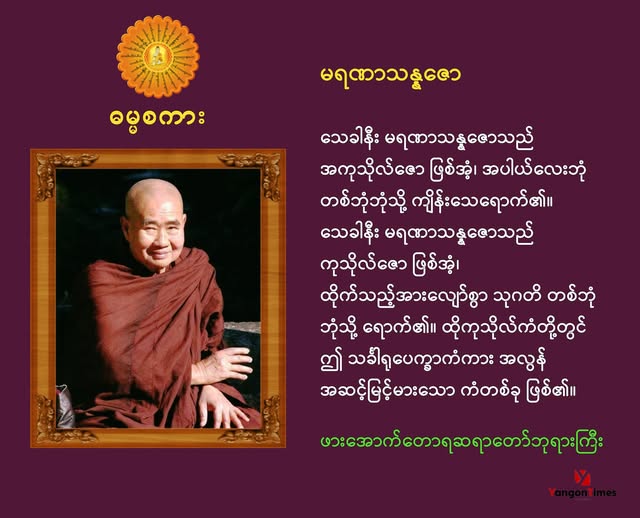 ဓမ္မစကား
မရဏာသန္နဇော
သေခါနီး မရဏာသန္နဇောသည်
အကုသိုလ်ဇော ဖြစ်အံ့၊ အပါယ်လေးဘုံ
တစ်ဘုံဘုံသို့ ကျိန်းသေရောက်၏။
သေခါနီး မရဏာသန္နဇောသည်
ကုသိုလ်ဇော ဖြစ်အံ့၊
ထိုက်သည့်အားလျော်စွာ သုဂတိ တစ်ဘုံ
ဘုံသို့ ရောက်၏။ ထိုကုသိုလ်ကံတို့တွင်
ဤ သင်္ခါရုပေက္ခာကံကား အလွန်
အဆင့်မြင့်မားသော ကံတစ်ခု ဖြစ်၏။
ဖားအောက်တောရဆရာတော်ဘုရားကြီး
YangonTimes